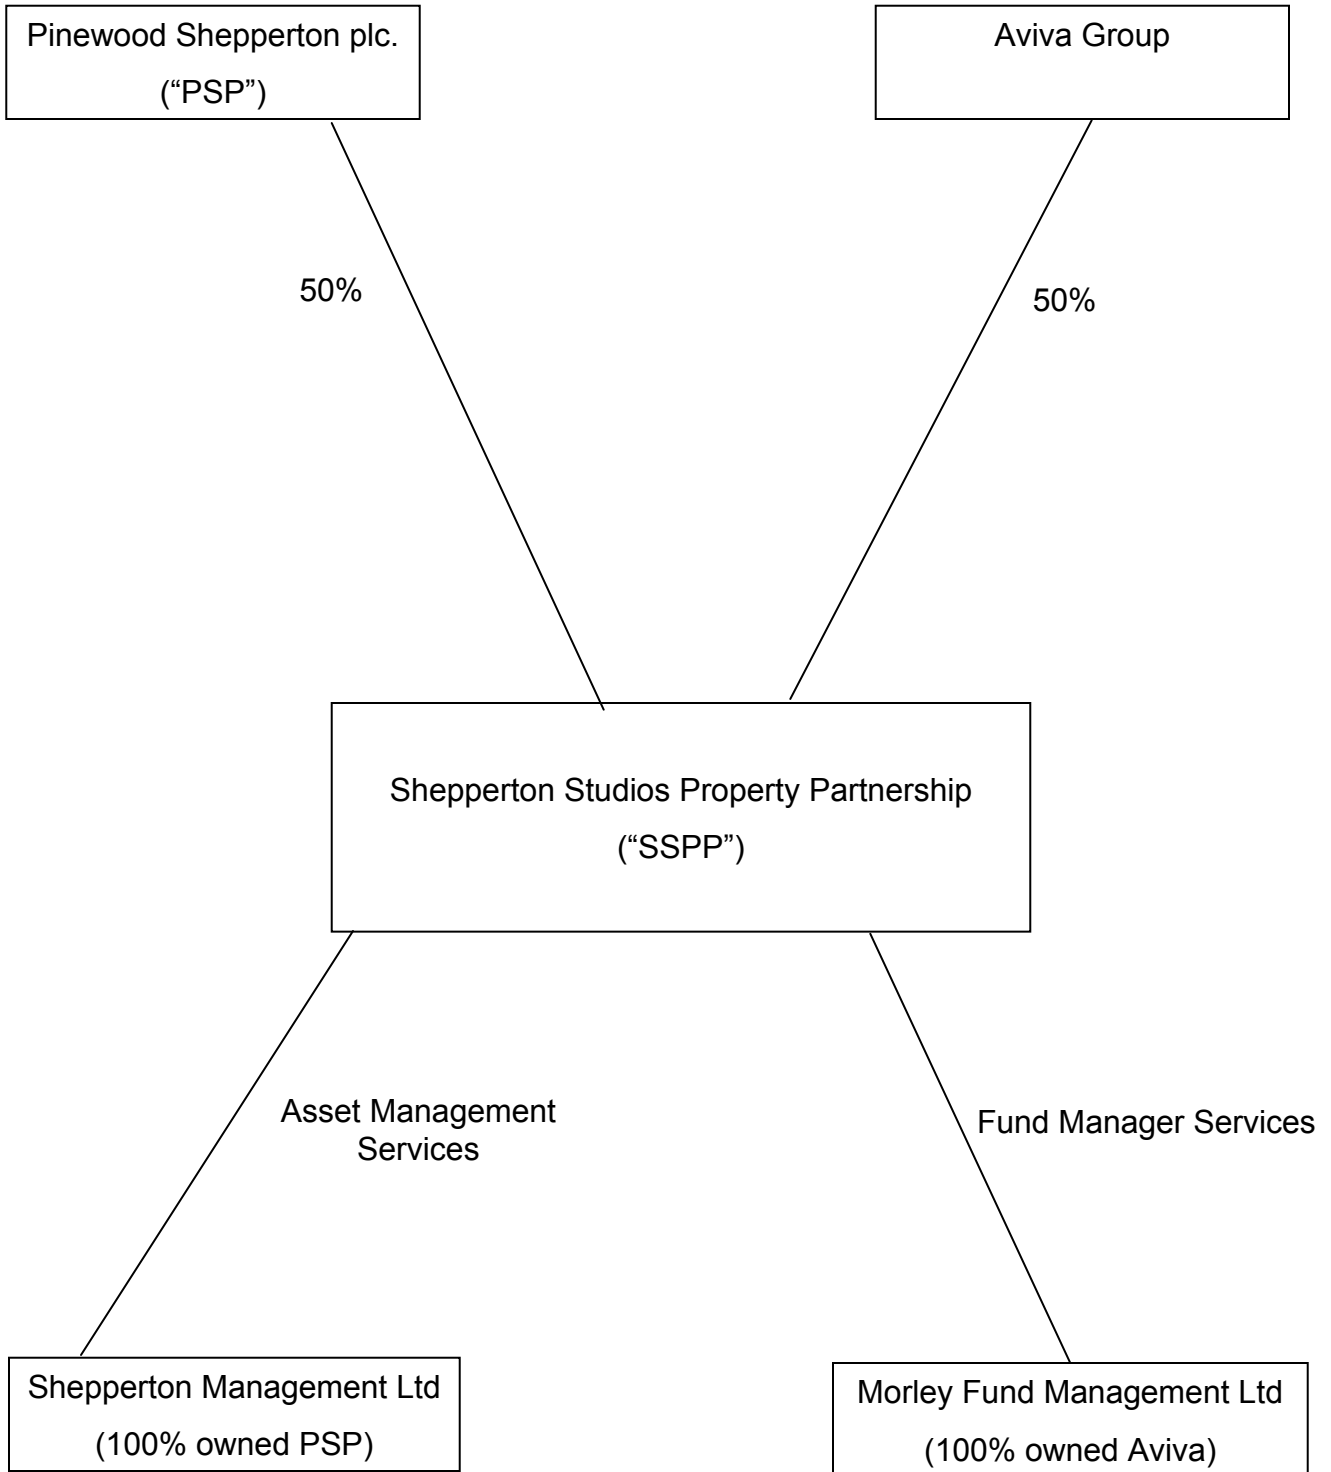 Pinewood Shepperton plc.
(“PSP”)
Aviva Group
50%
50%
Shepperton Studios Property Partnership
(“SSPP”)
Asset Management
Services
Fund Manager Services
Shepperton Management Ltd
(100% owned PSP)
Morley Fund Management Ltd
(100% owned Aviva)